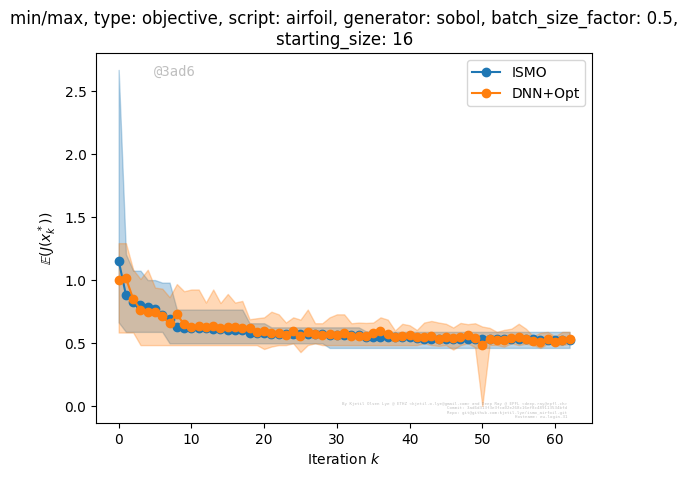 min/max, type: objective, script: airfoil, generator: sobol, batch_size_factor: 0.5,
starting_size: 16
@3ad6
ISMO
DNN+Opt
2.5
2.0
1.5
1.0
0.5
0.0
𝔼(J(x*ₖ))
0 10 20 30 40 50 60
Iteration k